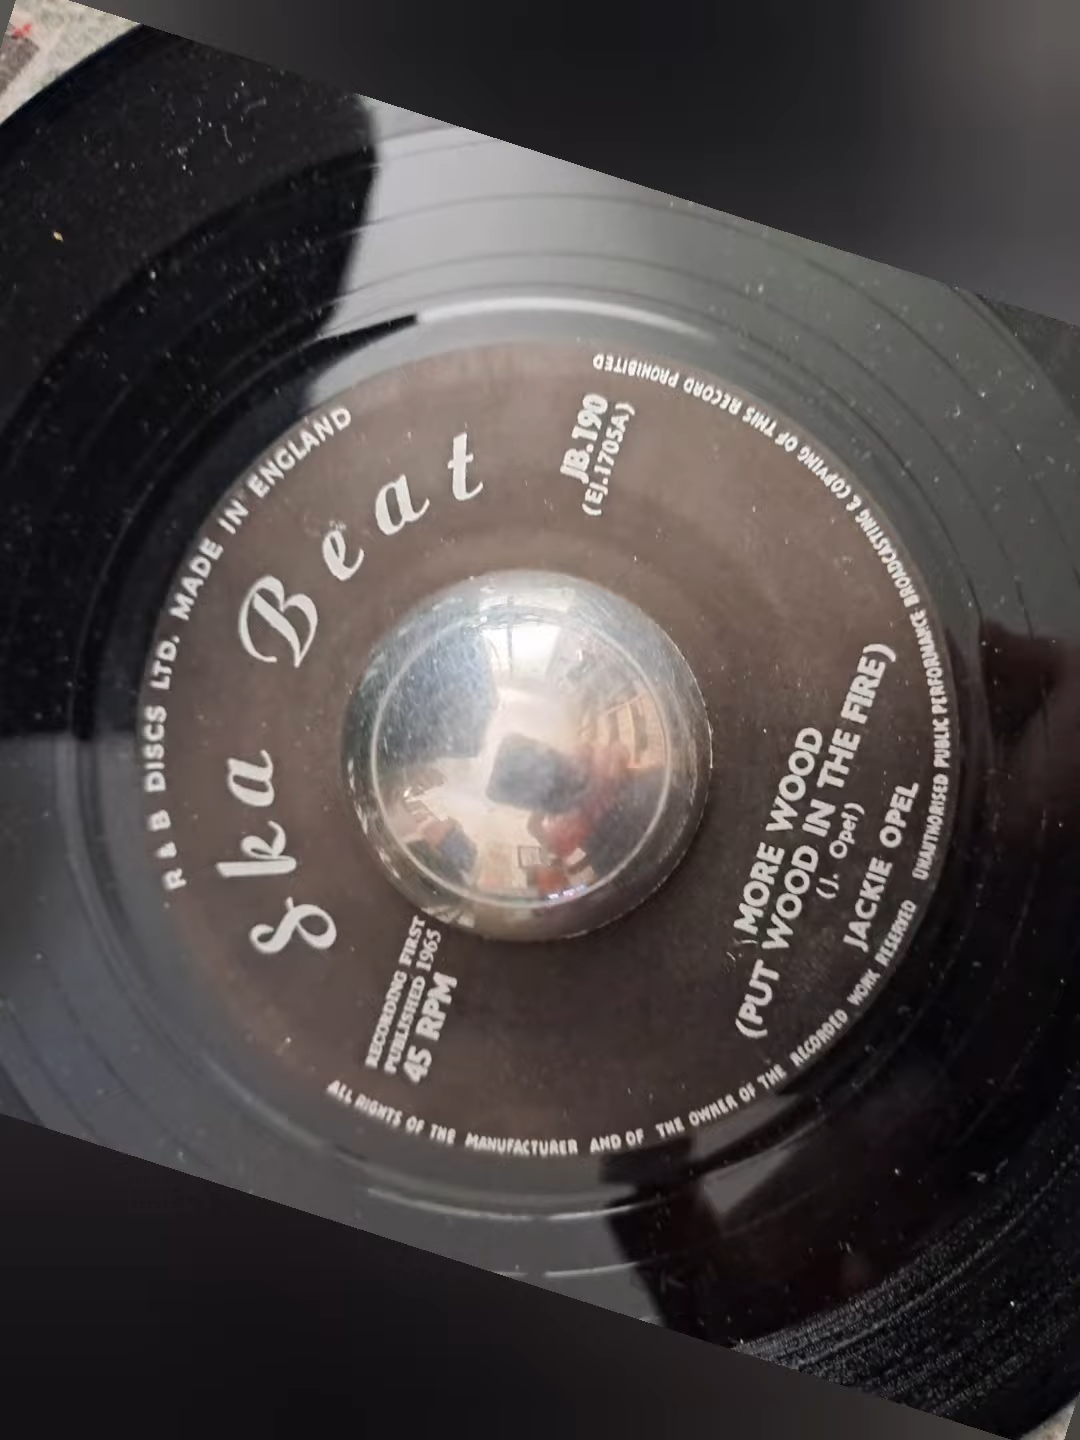 R & B DISCS LTD. MADE IN ENGLAND
Ska Beat
RECORDING FIRST
PUBLISHED 1965
45 RPM
JB.190
(EJ.1705A)
MORE WOOD
(PUT WOOD IN THE FIRE)
(J. Opel)
JACKIE OPEL
ALL RIGHTS OF THE MANUFACTURER AND OF THE OWNER OF THE RECORDED WORK RESERVED UNAUTHORISED PUBLIC PERFORMANCE BROADCASTING & COPYING OF THIS RECORD PROHIBITED